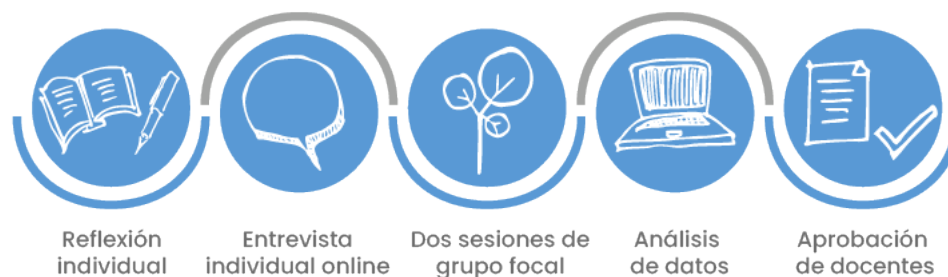 Reflexión
individual
Entrevista
individual online
Dos sesiones de
grupo focal
Análisis
de datos
Aprobación
de docentes